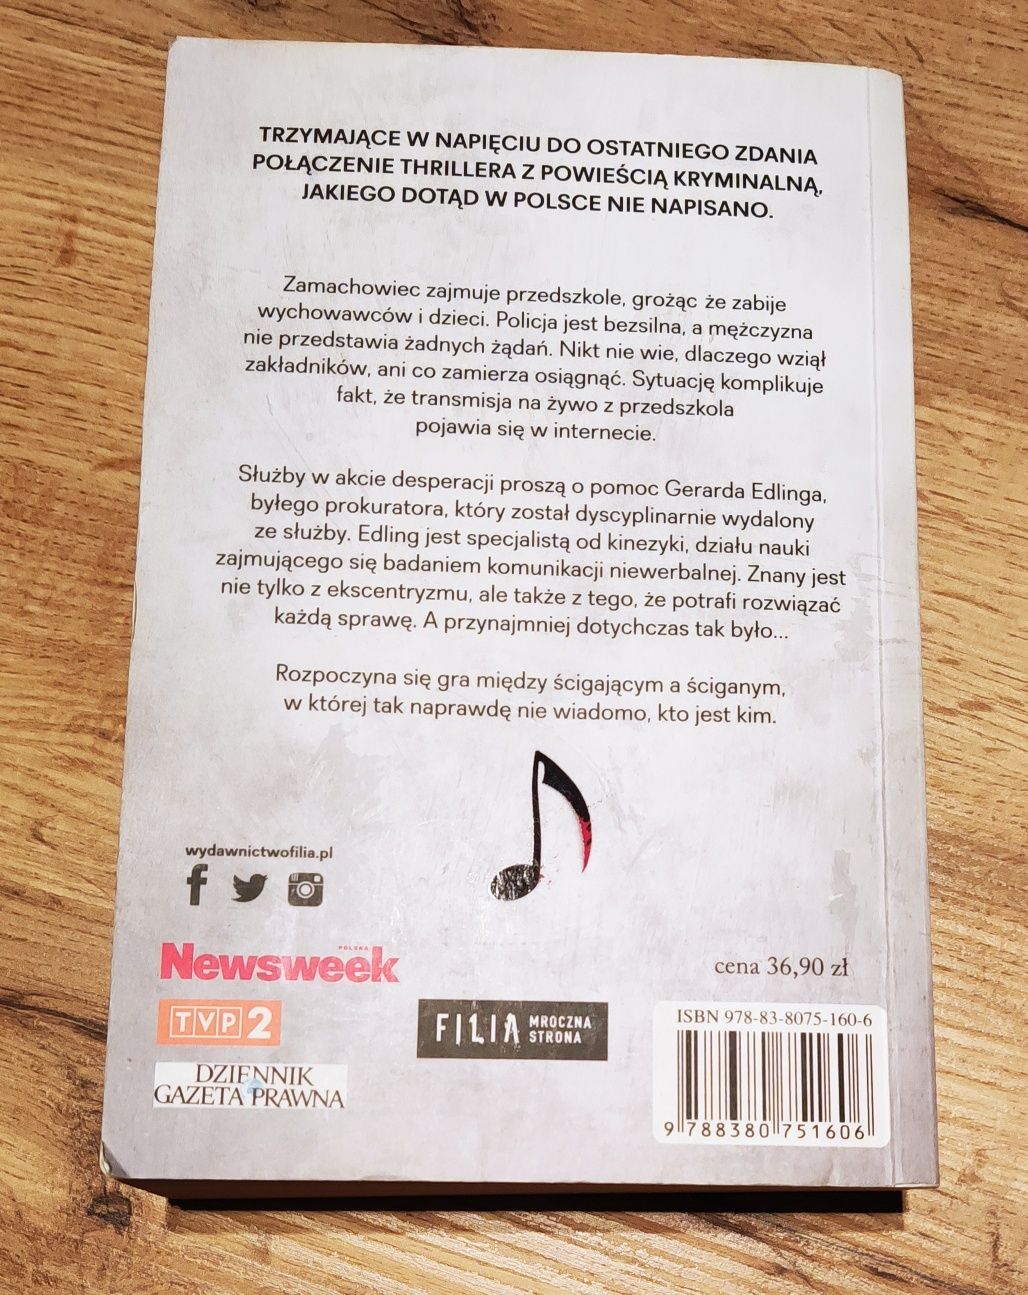 TRZYMAJĄCE W NAPIĘCIU DO OSTATNIEGO ZDANIA
POŁĄCZENIE THRILLERA Z POWIEŚCIĄ KRYMINALNĄ,
JAKIEGO DOTĄD W POLSCE NIE NAPISANO.
Zamachowiec zajmuje przedszkole, grożąc że zabije
wychowawców i dzieci. Policja jest bezsilna, a mężczyzna
nie przedstawia żadnych żądań. Nikt nie wie, dlaczego wziął
zakładników, ani co zamierza osiągnąć. Sytuację komplikuje
fakt, że transmisja na żywo z przedszkola
pojawia się w internecie.
Służby w akcie desperacji proszą o pomoc Gerarda Edlinga,
byłego prokuratora, który został dyscyplinarnie wydalony
ze służby. Edling jest specjalistą od kinezyki, działu nauki
zajmującego się badaniem komunikacji niewerbalnej. Znany jest
nie tylko z ekscentryzmu, ale także z tego, że potrafi rozwiązać
każdą sprawę. A przynajmniej dotychczas tak było...
Rozpoczyna się gra między ścigającym a ściganym,
w której tak naprawdę nie wiadomo, kto jest kim.
wydawnictwofilia.pl
POLSKA
Newsweek
TVP2
DZIENNIK
GAZETA PRAWNA
FILIA MROCZNA
STRONA
cena 36,90 zł
ISBN 978-83-8075-160-6
9 788380 751606